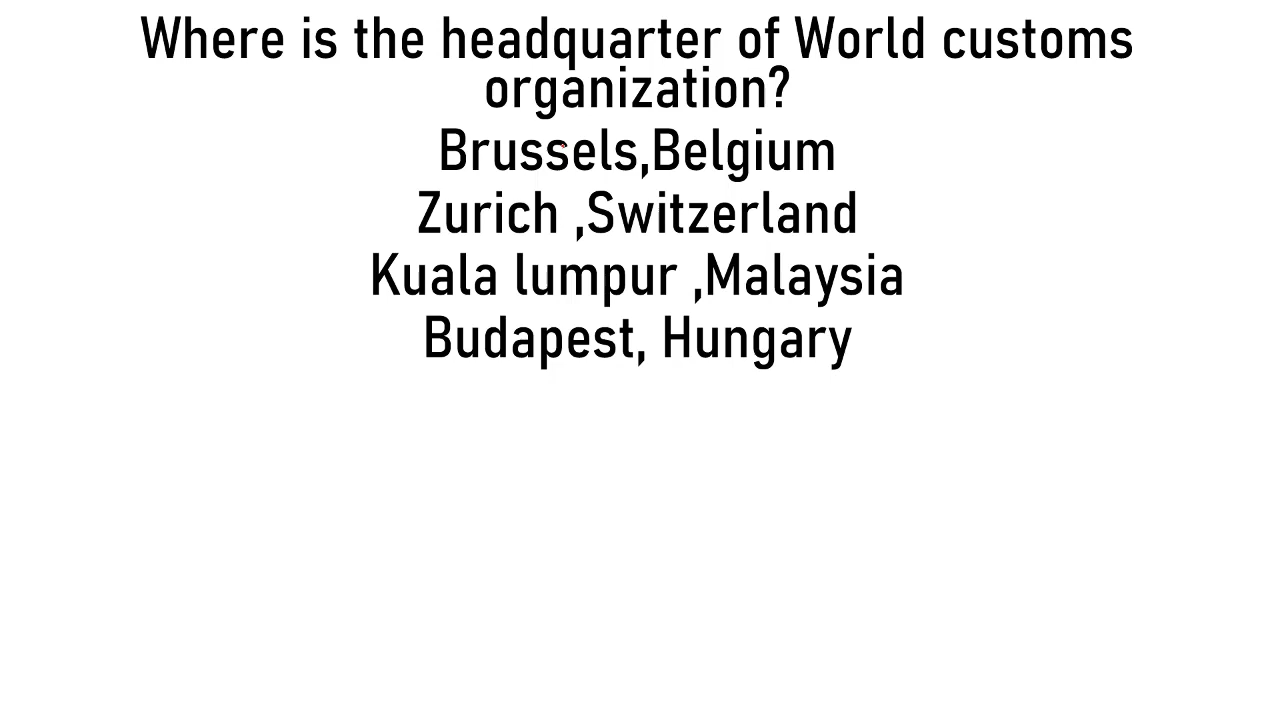 Where is the headquarter of World customs
organization?
Brussels,Belgium
Zurich ,Switzerland
Kuala lumpur ,Malaysia
Budapest, Hungary